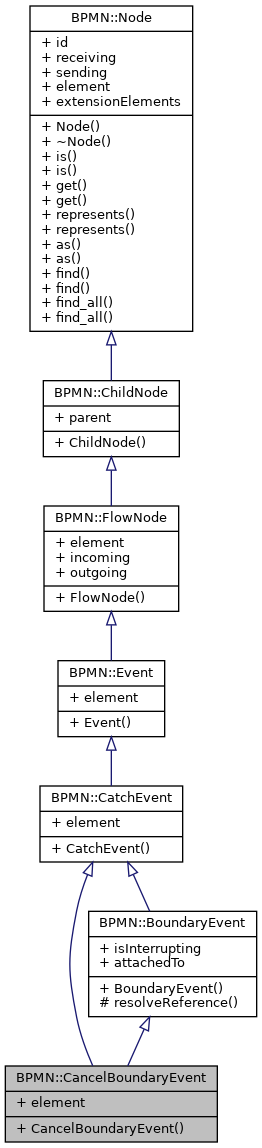 BPMN::Node
+ id
+ receiving
+ sending
+ element
+ extensionElements
+ Node()
+ ~Node()
+ is()
+ is()
+ get()
+ get()
+ represents()
+ represents()
+ as()
+ as()
+ find()
+ find()
+ find_all()
+ find_all()
BPMN::ChildNode
+ parent
+ ChildNode()
BPMN::FlowNode
+ element
+ incoming
+ outgoing
+ FlowNode()
BPMN::Event
+ element
+ Event()
BPMN::CatchEvent
+ element
+ CatchEvent()
BPMN::BoundaryEvent
+ isInterrupting
+ attachedTo
+ BoundaryEvent()
# resolveReference()
BPMN::CancelBoundaryEvent
+ element
+ CancelBoundaryEvent()